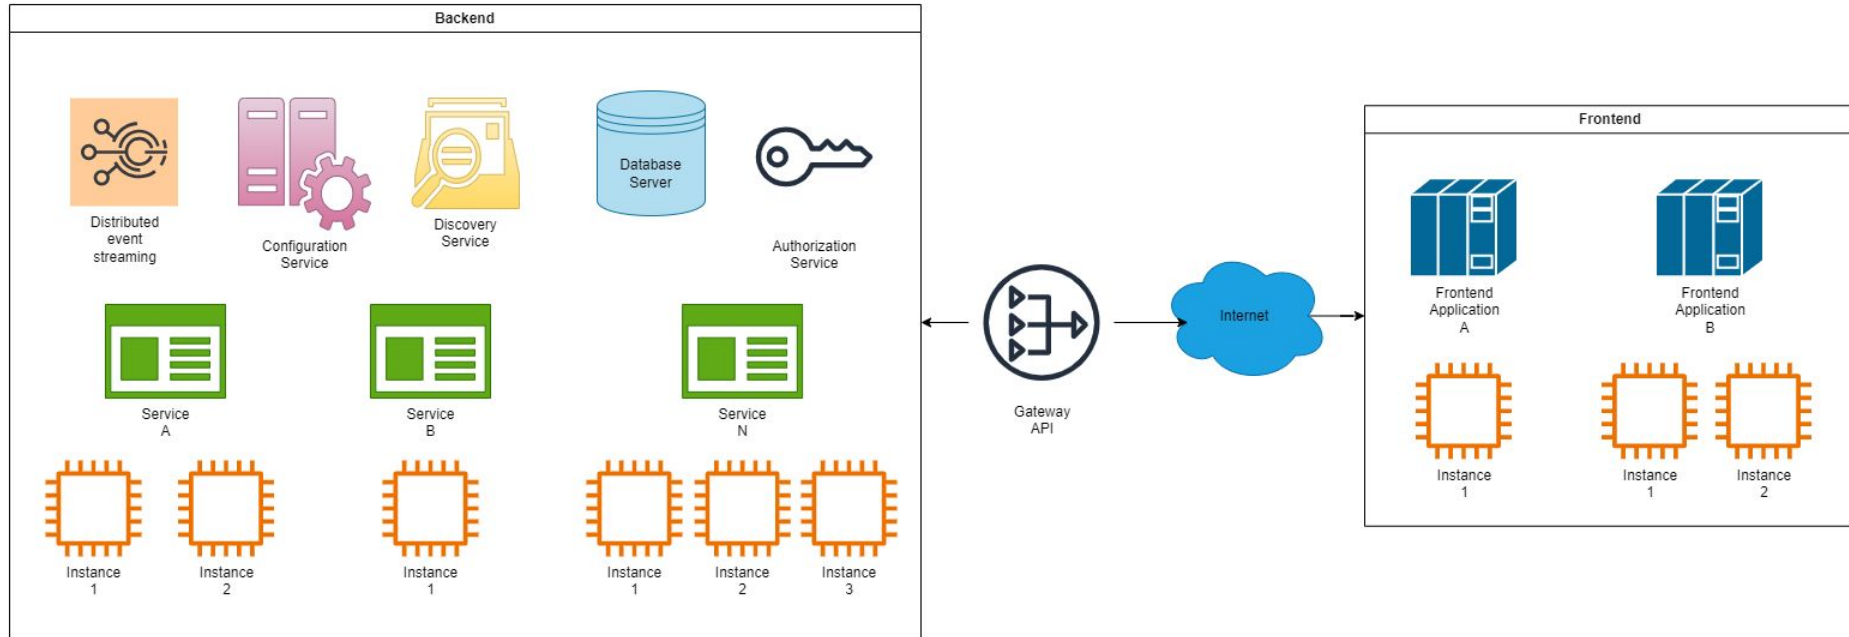 Backend
Distributed
event
streaming
Configuration
Service
Discovery
Service
Database
Server
Authorization
Service
Service
A
Service
B
Service
N
Instance
1
Instance
2
Instance
1
Instance
1
Instance
2
Instance
3
Gateway
API
Internet
Frontend
Frontend
Application
A
Frontend
Application
B
Instance
1
Instance
1
Instance
2